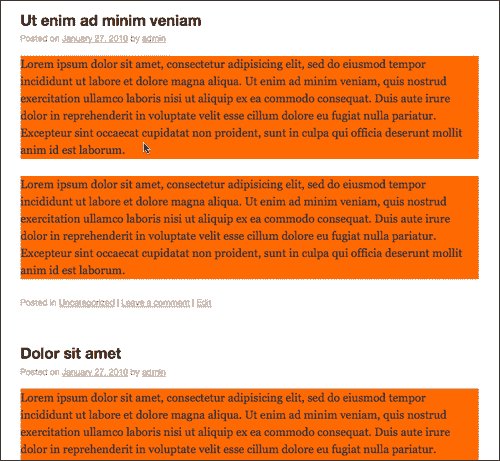 Ut enim ad minim veniam
Posted on January 27, 2010 by admin
Lorem ipsum dolor sit amet, consectetur adipisicing elit, sed do eiusmod tempor
incididunt ut labore et dolore magna aliqua. Ut enim ad minim veniam, quis nostrud
exercitation ullamco laboris nisi ut aliquip ex ea commodo consequat. Duis aute irure
dolor in reprehenderit in voluptate velit esse cillum dolore eu fugiat nulla pariatur.
Excepteur sint occaecat cupidatat non proident, sunt in culpa qui officia deserunt mollit
anim id est laborum.
Lorem ipsum dolor sit amet, consectetur adipisicing elit, sed do eiusmod tempor
incididunt ut labore et dolore magna aliqua. Ut enim ad minim veniam, quis nostrud
exercitation ullamco laboris nisi ut aliquip ex ea commodo consequat. Duis aute irure
dolor in reprehenderit in voluptate velit esse cillum dolore eu fugiat nulla pariatur.
Excepteur sint occaecat cupidatat non proident, sunt in culpa qui officia deserunt mollit
anim id est laborum.
Posted in Uncategorized | Leave a comment | Edit
Dolor sit amet
Posted on January 27, 2010 by admin
Lorem ipsum dolor sit amet, consectetur adipisicing elit, sed do eiusmod tempor
incididunt ut labore et dolore magna aliqua. Ut enim ad minim veniam, quis nostrud
exercitation ullamco laboris nisi ut aliquip ex ea commodo consequat. Duis aute irure
dolor in reprehenderit in voluptate velit esse cillum dolore eu fugiat nulla pariatur.